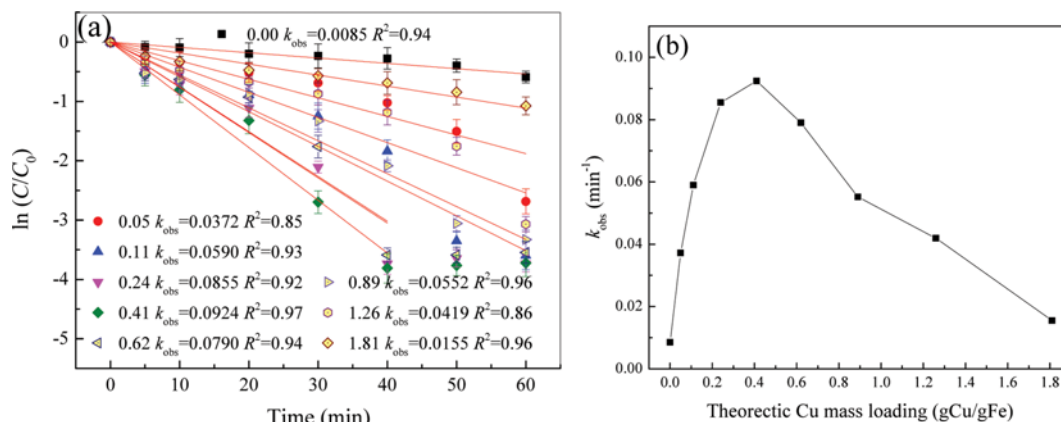 (a)
0.00 kobs=0.0085 R²=0.94
0
-1
-2
-3
-4
-5
ln (C/C0)
0.05 kobs=0.0372 R²=0.85
0.11 kobs=0.0590 R²=0.93
0.24 kobs=0.0855 R²=0.92
0.41 kobs=0.0924 R²=0.97
0.62 kobs=0.0790 R²=0.94
0.89 kobs=0.0552 R²=0.96
1.26 kobs=0.0419 R²=0.86
1.81 kobs=0.0155 R²=0.96
0 10 20 30 40 50 60
Time (min)
(b)
0.10
0.08
0.06
0.04
0.02
0.00
kobs (min-1)
0.0 0.2 0.4 0.6 0.8 1.0 1.2 1.4 1.6 1.8
Theorectic Cu mass loading (gCu/gFe)